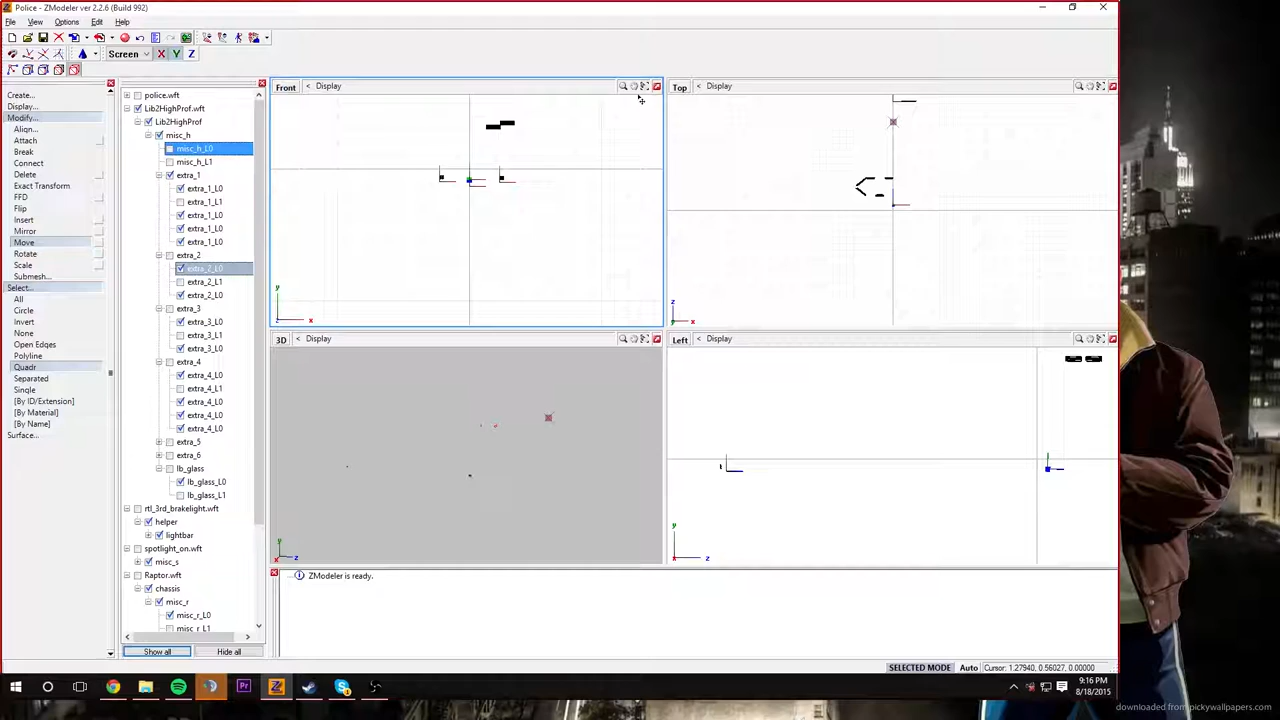 Police - ZModeler ver 2.2.6 (Build 992)
File View Options Edit Help
Screen X Y Z
Create...
Display...
Modify...
Align...
Attach
Break
Connect
Delete
Exact Transform
FFD
Flip
Insert
Mirror
Move
Rotate
Scale
Submesh...
Select...
All
Circle
Invert
None
Open Edges
Polyline
Quadr
Separated
Single
[By ID/Extension]
[By Material]
[By Name]
Surface...
police.wft
Lib2HighProf.wft
Lib2HighProf
misc_h
misc_h_L0
misc_h_L1
extra_1
extra_1_L0
extra_1_L1
extra_1_L0
extra_1_L0
extra_1_L0
extra_2
extra_2_L0
extra_2_L1
extra_2_L0
extra_3
extra_3_L0
extra_3_L1
extra_3_L0
extra_4
extra_4_L0
extra_4_L1
extra_4_L0
extra_4_L0
extra_4_L0
extra_5
extra_6
lb_glass
lb_glass_L0
lb_glass_L1
rtl_3rd_brakelight.wft
helper
lightbar
spotlight_on.wft
misc_s
Raptor.wft
chassis
misc_r
misc_r_L0
misc_r_L1
Show all Hide all
Front < Display
y
x
Top < Display
z
y x
3D < Display
y
x z
Left < Display
y
x z
ZModeler is ready.
SELECTED MODE Auto Cursor: 1.27940, 0.56027, 0.00000
9:16 PM
8/18/2015
downloaded from pickywallpapers.com